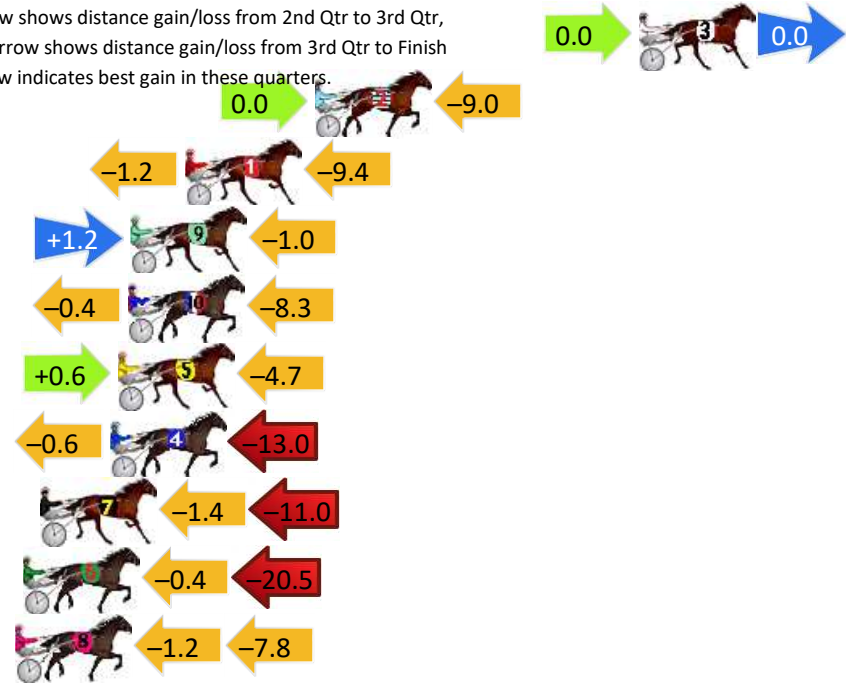 w shows distance gain/loss from 2nd Qtr to 3rd Qtr,
rrow shows distance gain/loss from 3rd Qtr to Finish
w indicates best gain in these quarters.
0.0 3 0.0
0.0 2 –9.0
–1.2 1 –9.4
+1.2 9 –1.0
–0.4 10 –8.3
+0.6 5 –4.7
–0.6 4 –13.0
7 –1.4 –11.0
6 –0.4 –20.5
8 –1.2 –7.8